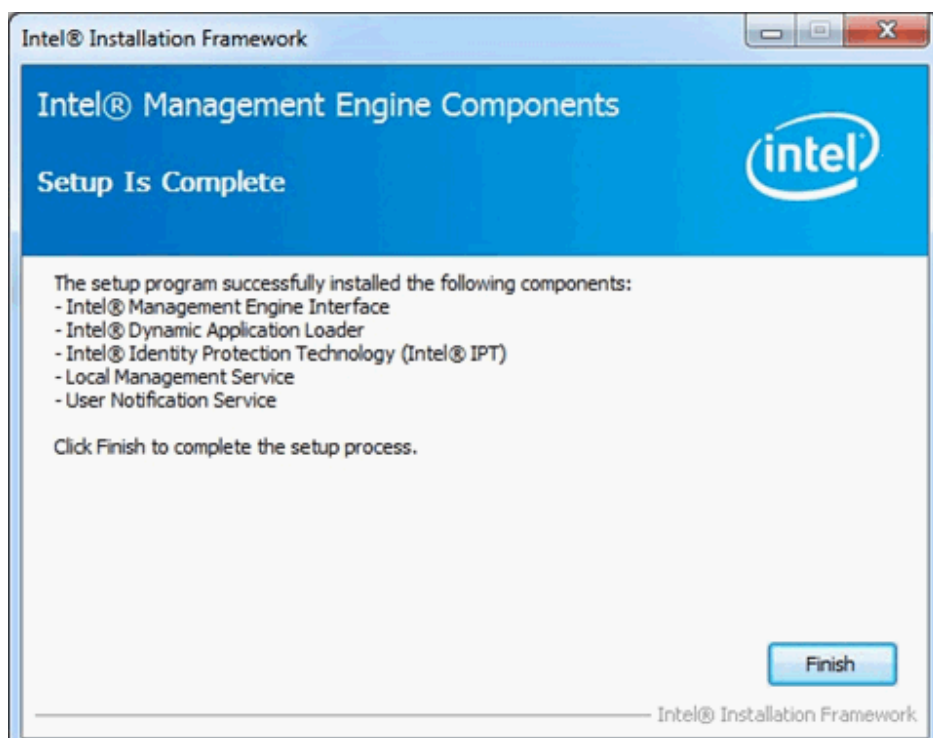 Intel® Installation Framework
Intel® Management Engine Components
intel
Setup Is Complete
The setup program successfully installed the following components:
- Intel® Management Engine Interface
- Intel® Dynamic Application Loader
- Intel® Identity Protection Technology (Intel® IPT)
- Local Management Service
- User Notification Service
Click Finish to complete the setup process.
Finish
Intel® Installation Framework